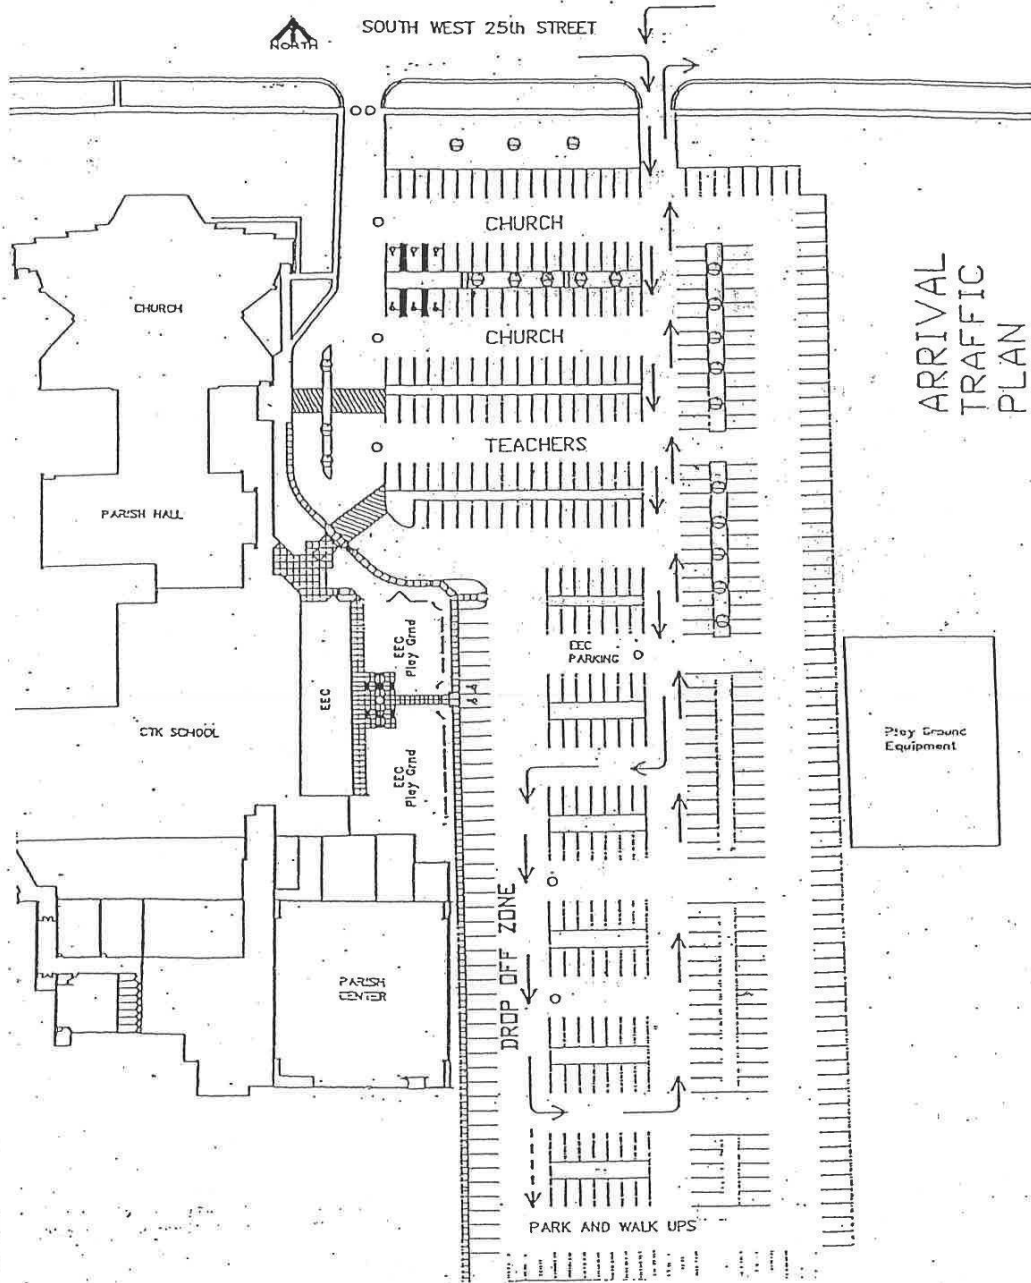 SOUTH WEST 25th STREET
NORTH
CHURCH
CHURCH
CHURCH
TEACHERS
ARRIVAL
TRAFFIC
PLAN
PARISH HALL
EEC
PARKING
EEC
Play Grnd
EEC
CTK SCHOOL
EEC
Play Grnd
Play Ground
Equipment
DROP OFF ZONE
PARISH
CENTER
PARK AND WALK UPS